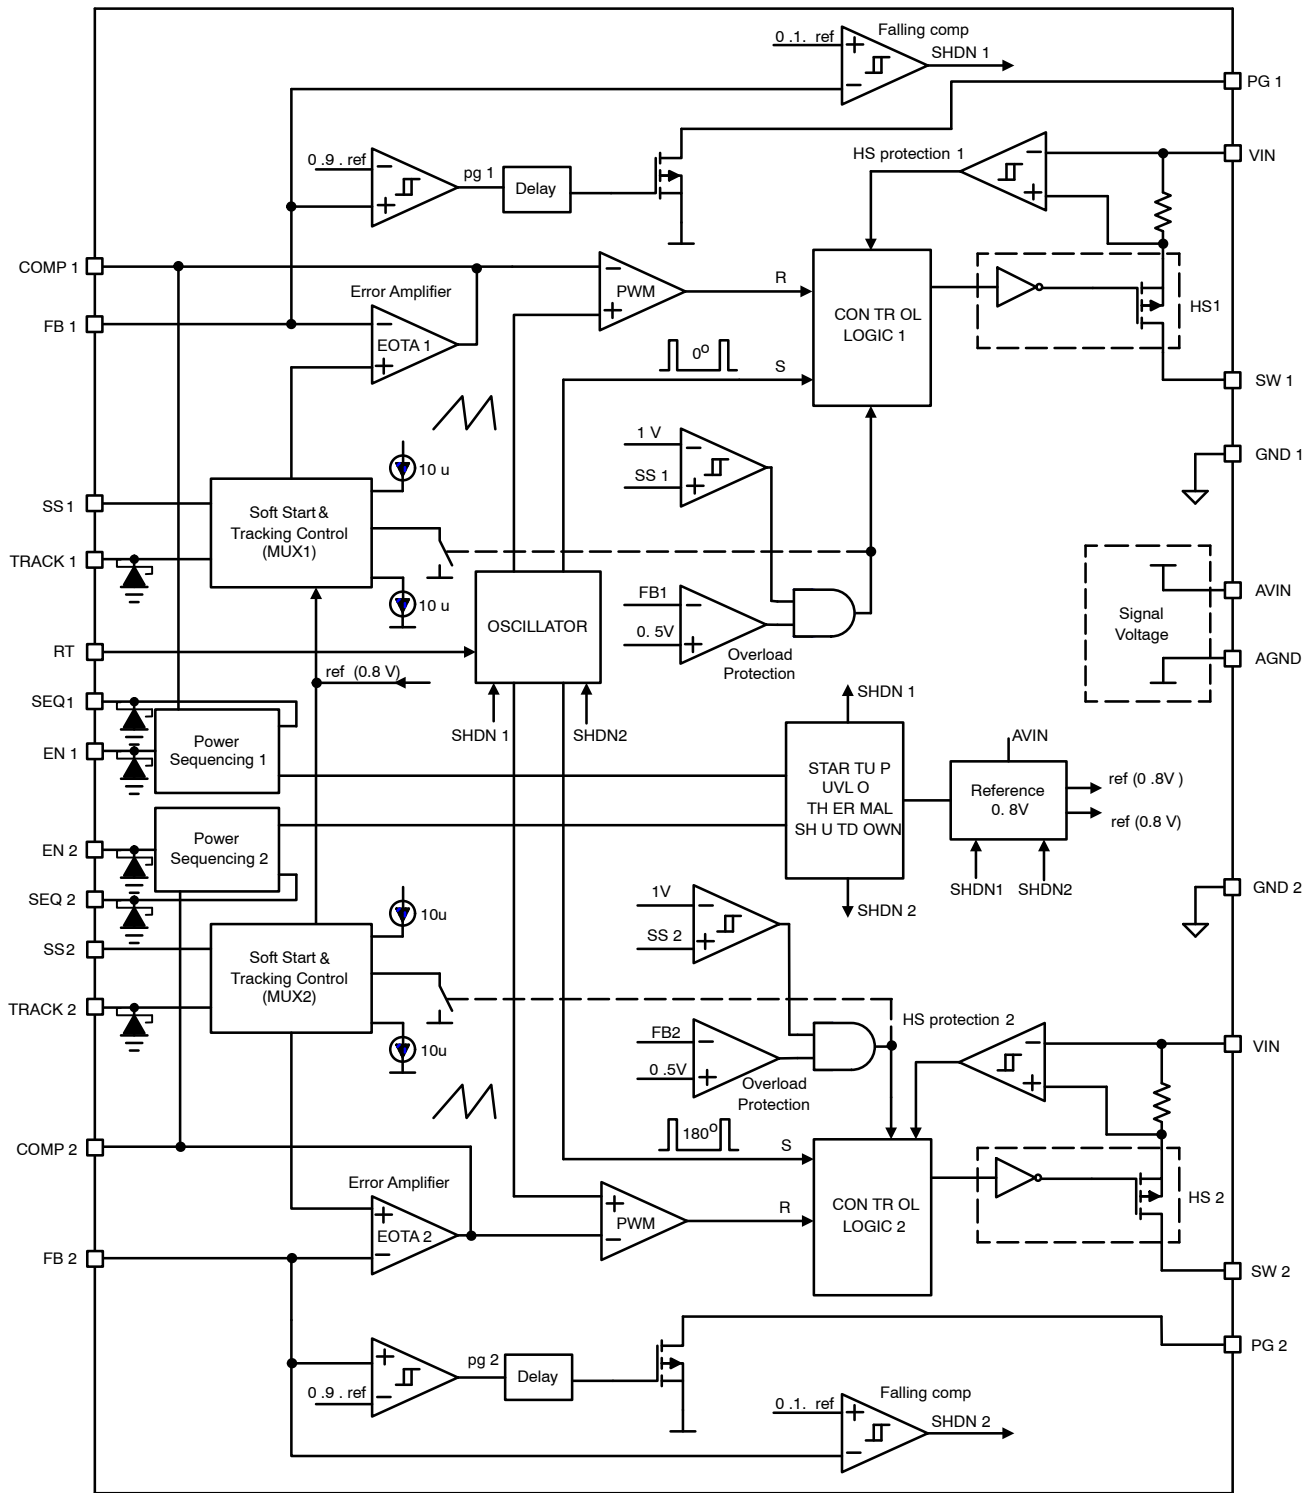 0 .1. ref
Falling comp
SHDN 1
+
−
PG 1
0 .9 . ref
−
+
pg 1
Delay
HS protection 1
−
+
VIN
COMP 1
−
+
PWM
R
CON TR OL
LOGIC 1
HS1
Error Amplifier
FB 1
−
EOTA 1
+
0o
S
SW 1
1 V
−
SS 1
+
10 u
GND 1
SS 1
Soft Start &
Tracking Control
(MUX1)
TRACK 1
10 u
OSCILLATOR
FB1
−
0. 5V
+
Overload
Protection
Signal
Voltage
AVIN
AGND
RT
ref (0.8 V)
SEQ1
SHDN 1
SHDN2
SHDN 1
Power
Sequencing 1
EN 1
STAR TU P
UVL O
TH ER MAL
SH U TD OWN
AVIN
Reference
0. 8V
ref (0 .8V )
ref (0.8 V)
Power
Sequencing 2
EN 2
SHDN1
SHDN2
SEQ 2
SHDN 2
GND 2
10u
1V
−
SS 2
+
SS2
Soft Start &
Tracking Control
(MUX2)
TRACK 2
10u
FB2
−
0 .5V
+
Overload
Protection
HS protection 2
−
+
VIN
180o
S
COMP 2
Error Amplifier
+
EOTA 2
−
+
PWM
−
R
CON TR OL
LOGIC 2
HS 2
FB 2
SW 2
PG 2
+
0 .9 . ref
−
pg 2
Delay
0 .1. ref
Falling comp
SHDN 2
+
−